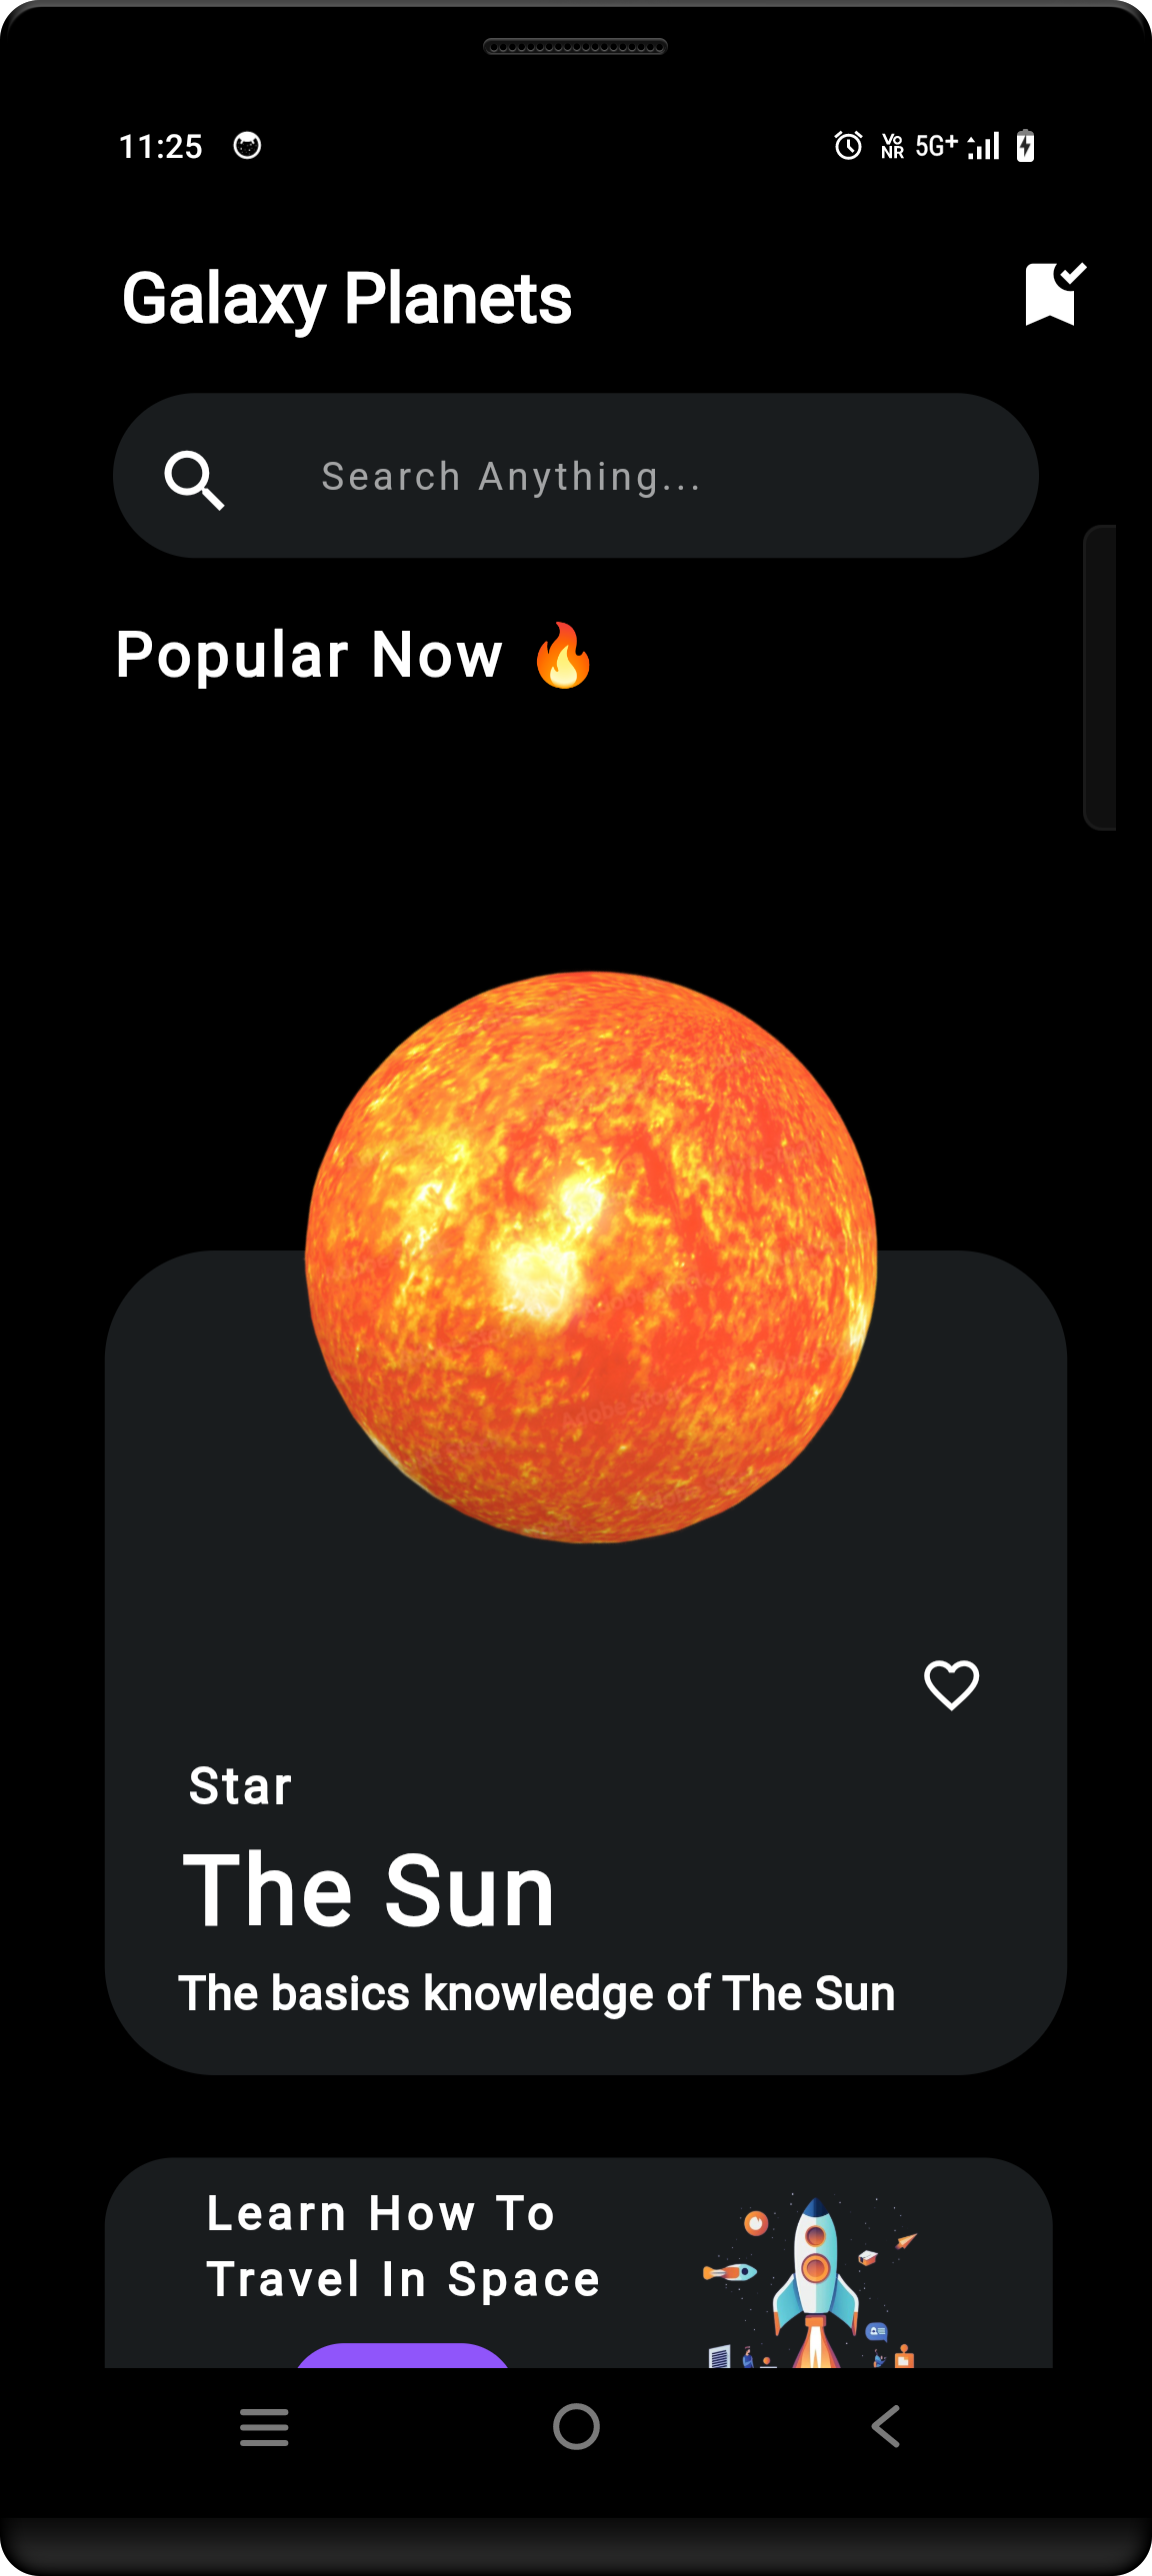 11:25
Vo
NR
5G+
Galaxy Planets
Search Anything...
Popular Now 🔥
Star
The Sun
The basics knowledge of The Sun
Learn How To
Travel In Space